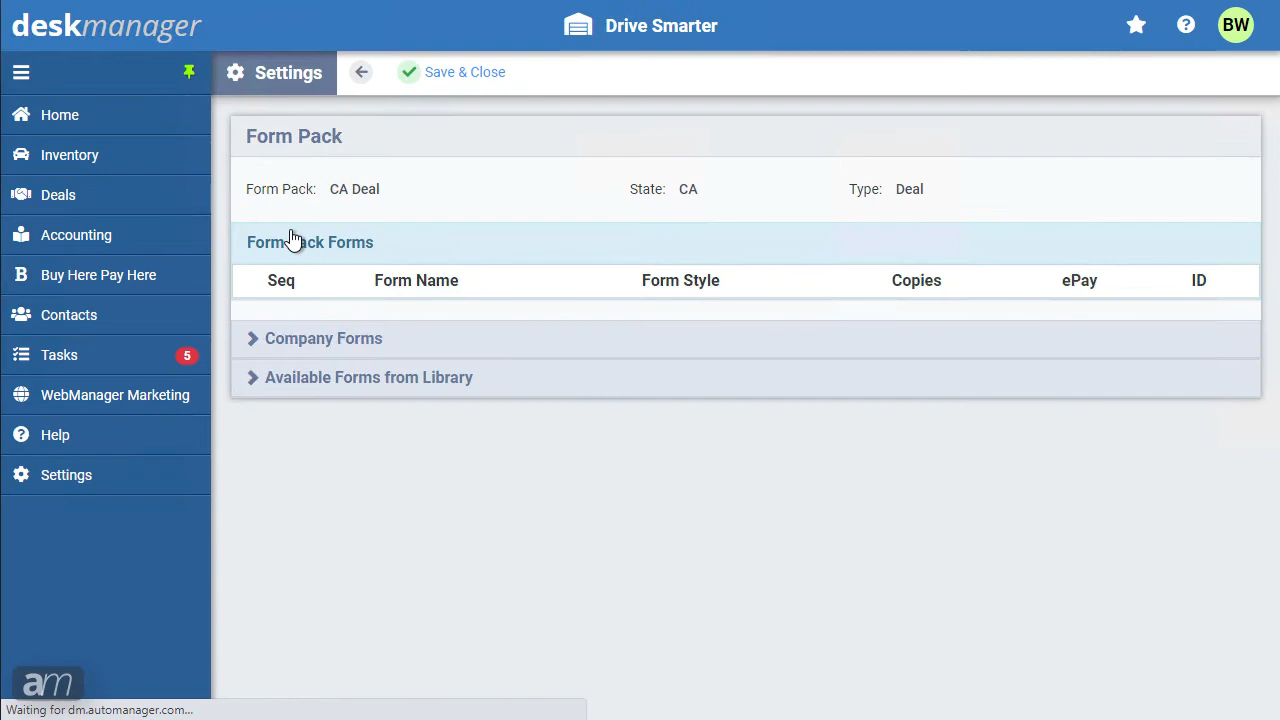 deskmanager
Drive Smarter
BW
Settings
Save & Close
Home
Inventory
Deals
Accounting
B Buy Here Pay Here
Contacts
Tasks 5
WebManager Marketing
Help
Settings
am
Form Pack
Form Pack: CA Deal State: CA Type: Deal
Form Pack Forms
Seq Form Name Form Style Copies ePay ID
Company Forms
Available Forms from Library
Waiting for dm.automanager.com...